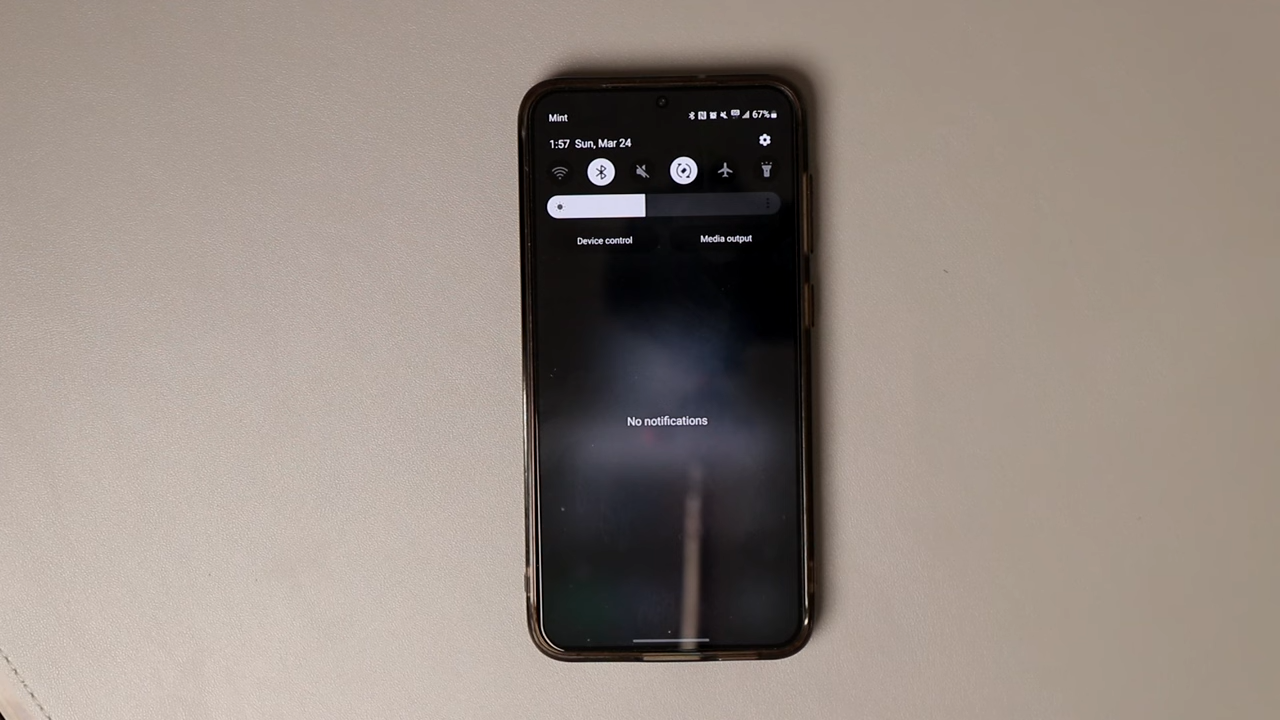 Mint 67%
1:57 Sun, Mar 24
Device control Media output
No notifications